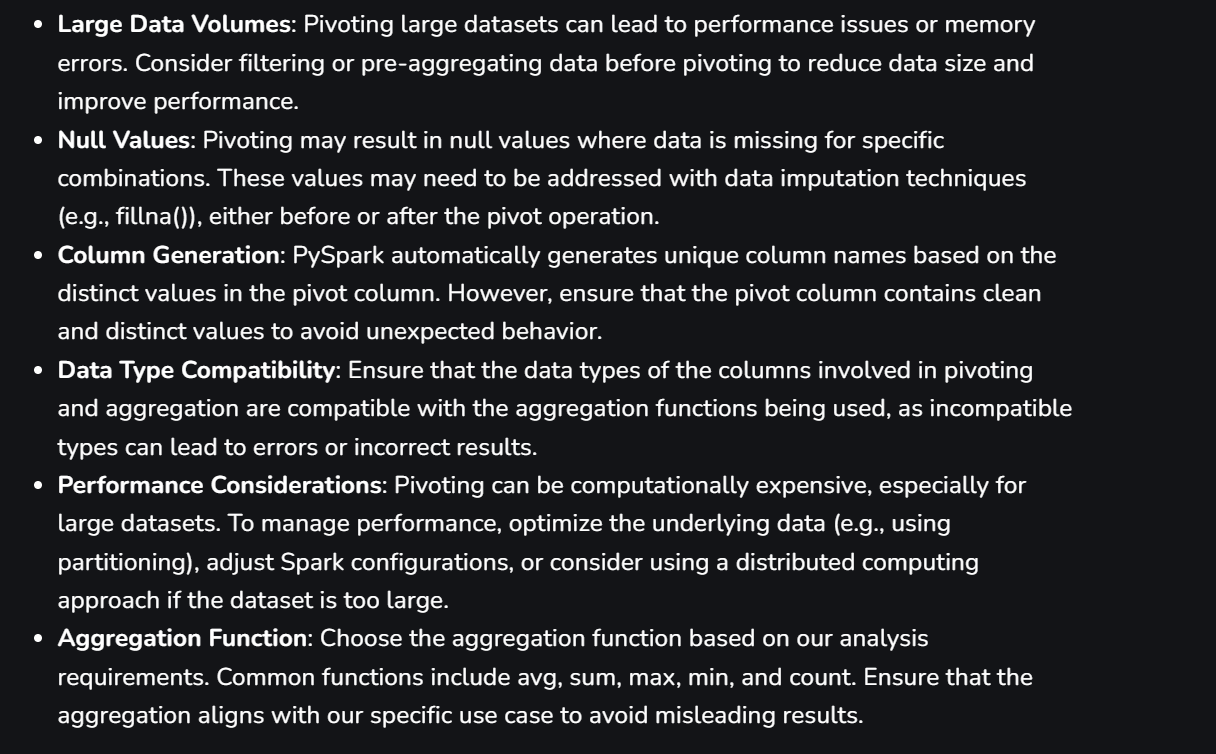 • Large Data Volumes: Pivoting large datasets can lead to performance issues or memory
errors. Consider filtering or pre-aggregating data before pivoting to reduce data size and
improve performance.
• Null Values: Pivoting may result in null values where data is missing for specific
combinations. These values may need to be addressed with data imputation techniques
(e.g., fillna()), either before or after the pivot operation.
• Column Generation: PySpark automatically generates unique column names based on the
distinct values in the pivot column. However, ensure that the pivot column contains clean
and distinct values to avoid unexpected behavior.
• Data Type Compatibility: Ensure that the data types of the columns involved in pivoting
and aggregation are compatible with the aggregation functions being used, as incompatible
types can lead to errors or incorrect results.
• Performance Considerations: Pivoting can be computationally expensive, especially for
large datasets. To manage performance, optimize the underlying data (e.g., using
partitioning), adjust Spark configurations, or consider using a distributed computing
approach if the dataset is too large.
• Aggregation Function: Choose the aggregation function based on our analysis
requirements. Common functions include avg, sum, max, min, and count. Ensure that the
aggregation aligns with our specific use case to avoid misleading results.